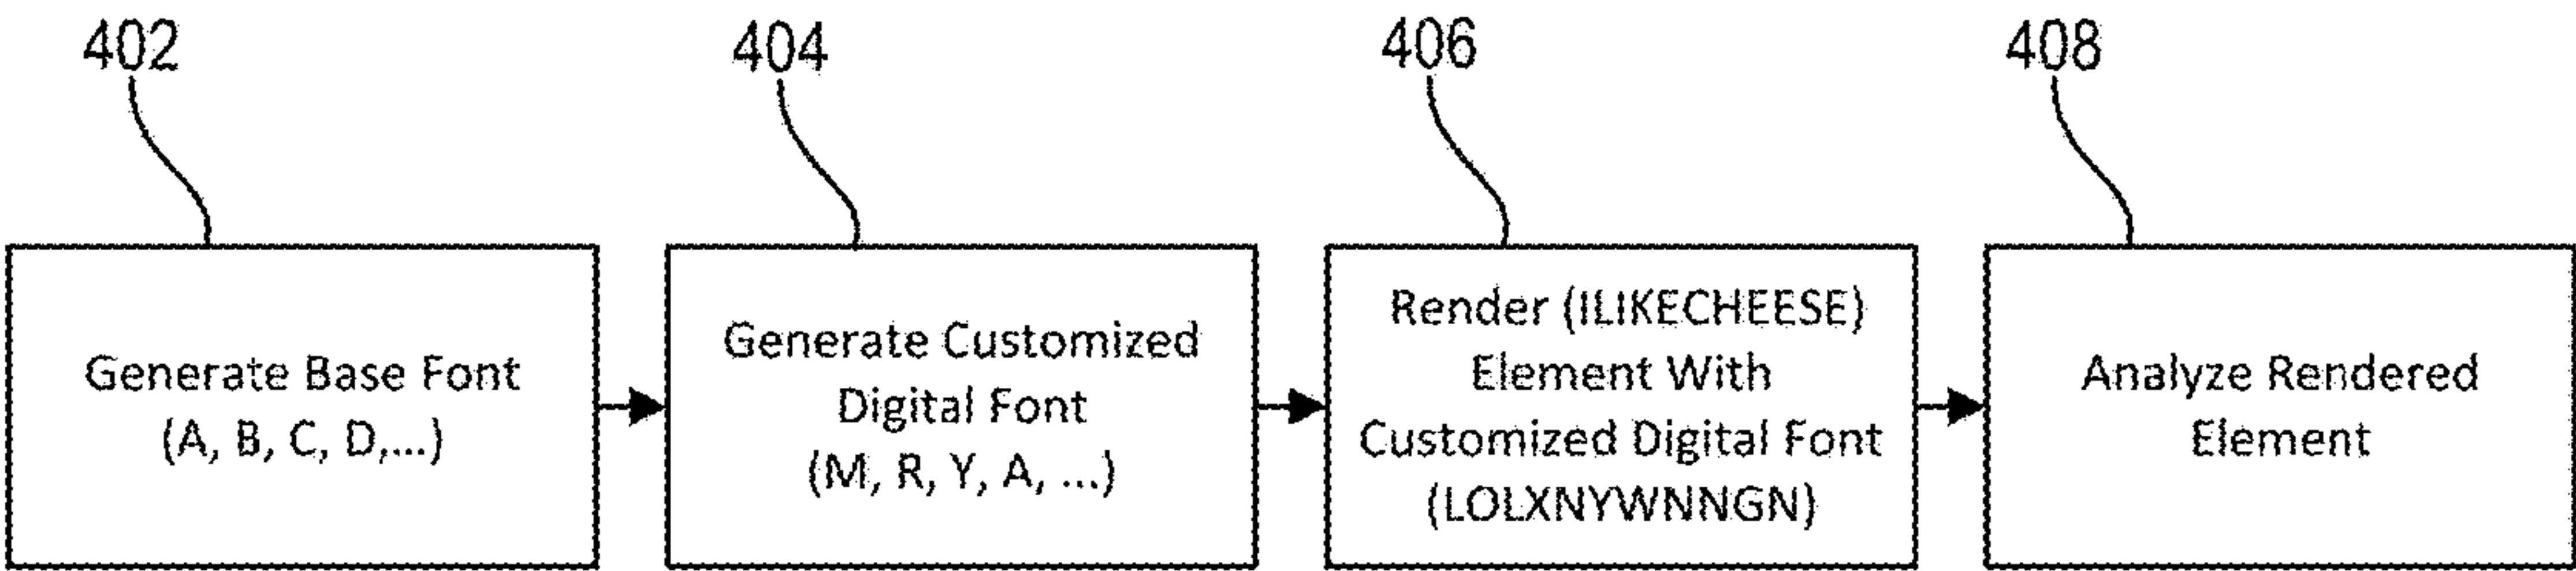 402
404
406
408
Generate Base Font
(A, B, C, D,...)
Generate Customized
Digital Font
(M, R, Y, A, ...)
Render (ILIKECHEESE)
Element With
Customized Digital Font
(LOLXNYWNNGN)
Analyze Rendered
Element